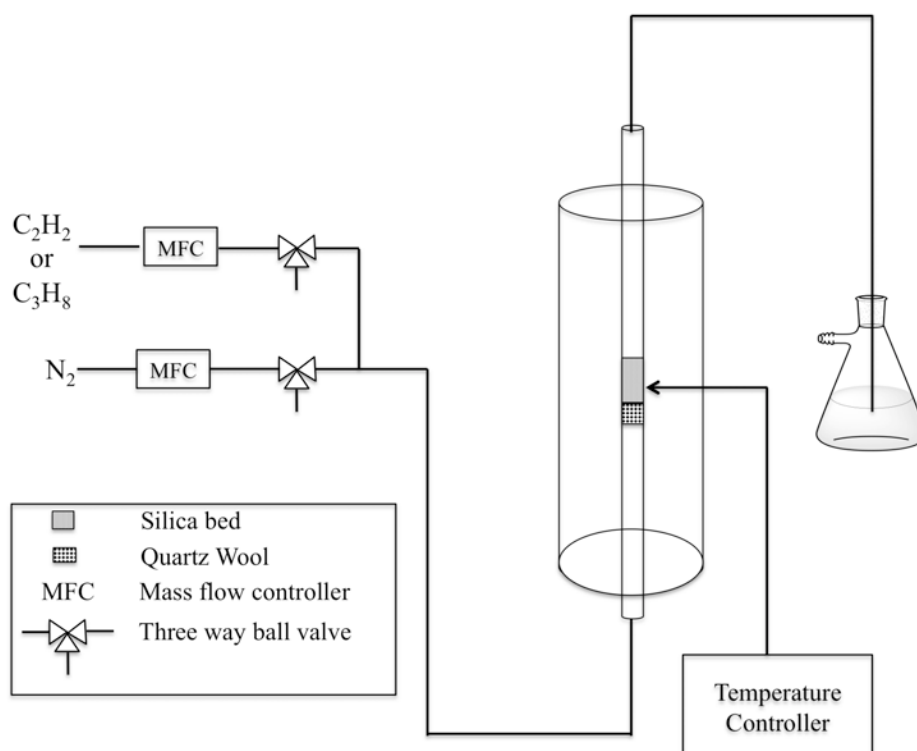 C₂H₂
or
C₃H₈
MFC
N₂
MFC
Silica bed
Quartz Wool
MFC Mass flow controller
Three way ball valve
Temperature
Controller